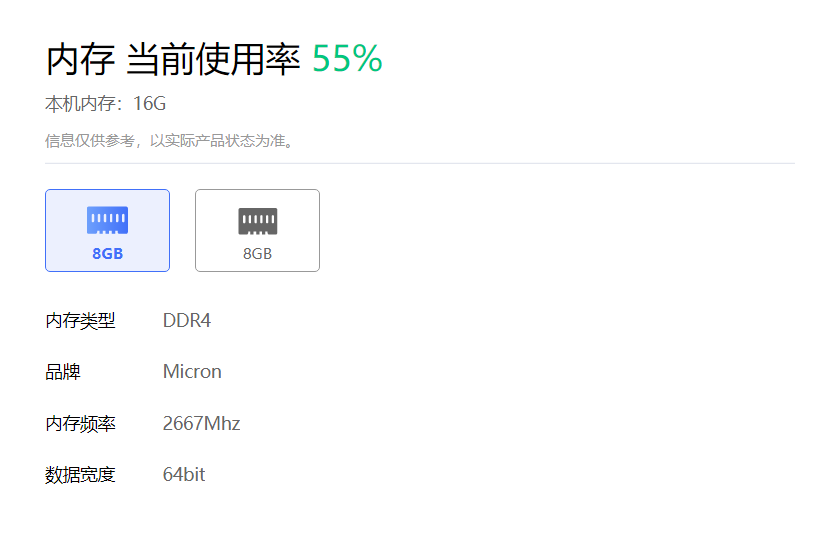 内存 当前使用率 55%
本机内存：16G
信息仅供参考，以实际产品状态为准。
8GB 8GB
内存类型 DDR4
品牌 Micron
内存频率 2667Mhz
数据宽度 64bit